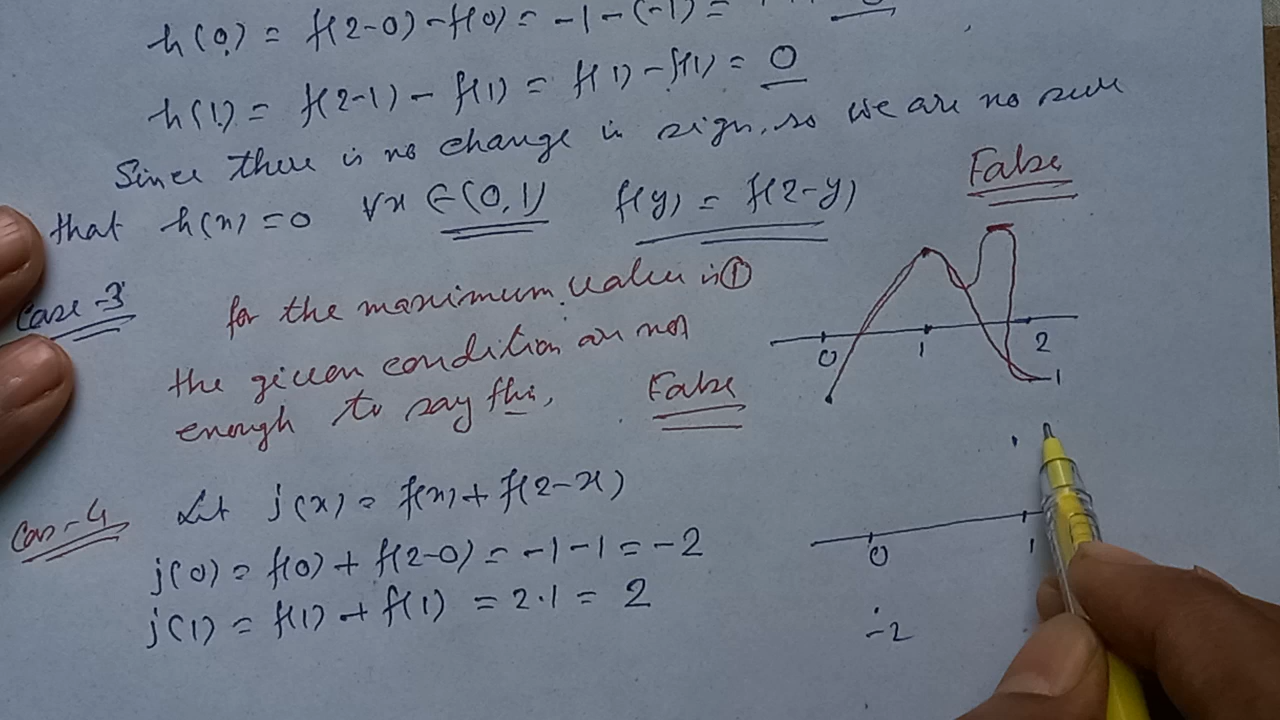 h(0) = f(2-0) - f(0) = -1 - (-1) =
h(1) = f(2-1) - f(1) = f(1) - f(1) = 0
Since there is no change in sign, so we are no sure
that h(x) = 0 ∀x ∈ (0,1) f(y) = f(2-y) False
Case-3 for the maximum value is ①
the given condition are not
enough to say this, False
0 1 2
-1
Cas-4 Let j(x) = f(x) + f(2-x)
j(0) = f(0) + f(2-0) = -1 - 1 = -2
j(1) = f(1) + f(1) = 2·1 = 2
0 1
-2